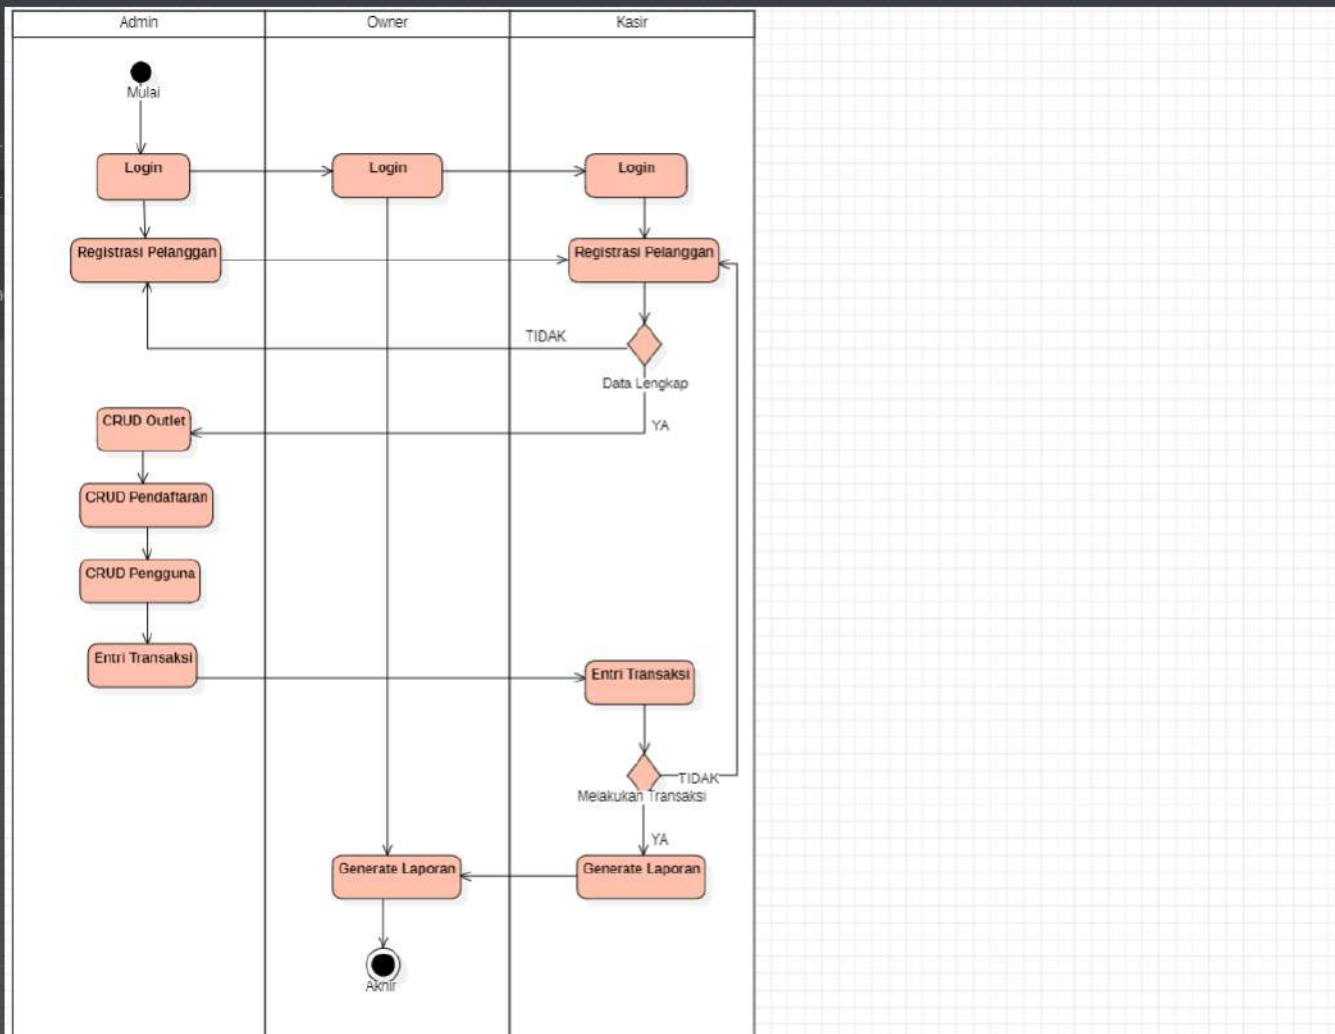 Admin
Owner
Kasir
Mulai
Login
Login
Login
Registrasi Pelanggan
Registrasi Pelanggan
TIDAK
Data Lengkap
YA
CRUD Outlet
CRUD Pendaftaran
CRUD Pengguna
Entri Transaksi
Entri Transaksi
TIDAK
Melakukan Transaksi
YA
Generate Laporan
Generate Laporan
Akhir